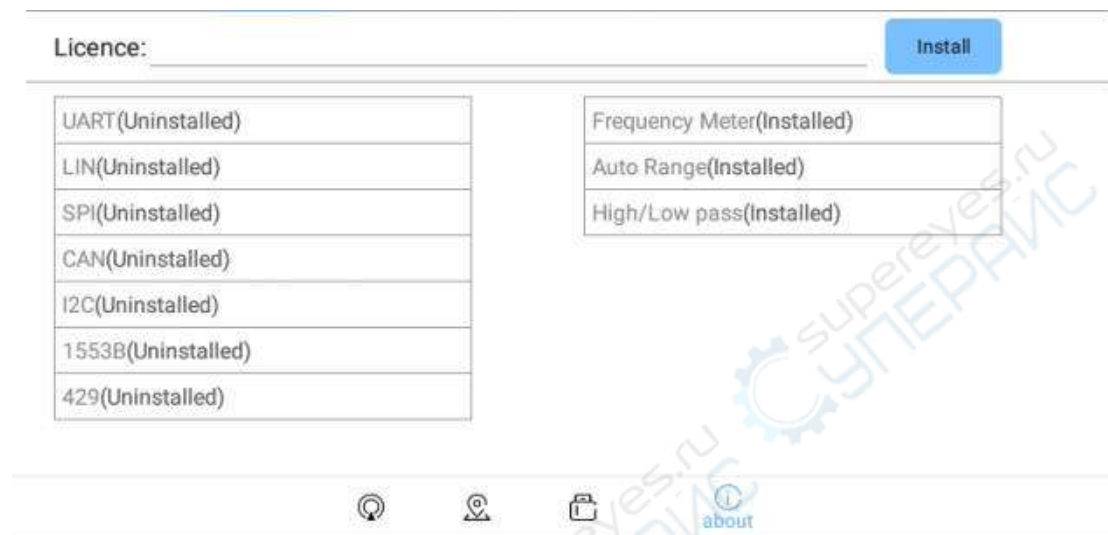 Licence:
Install
UART(Uninstalled)
LIN(Uninstalled)
SPI(Uninstalled)
CAN(Uninstalled)
I2C(Uninstalled)
1553B(Uninstalled)
429(Uninstalled)
Frequency Meter(Installed)
Auto Range(Installed)
High/Low pass(Installed)
supereyes.ru
СУПЕРАЙС
about